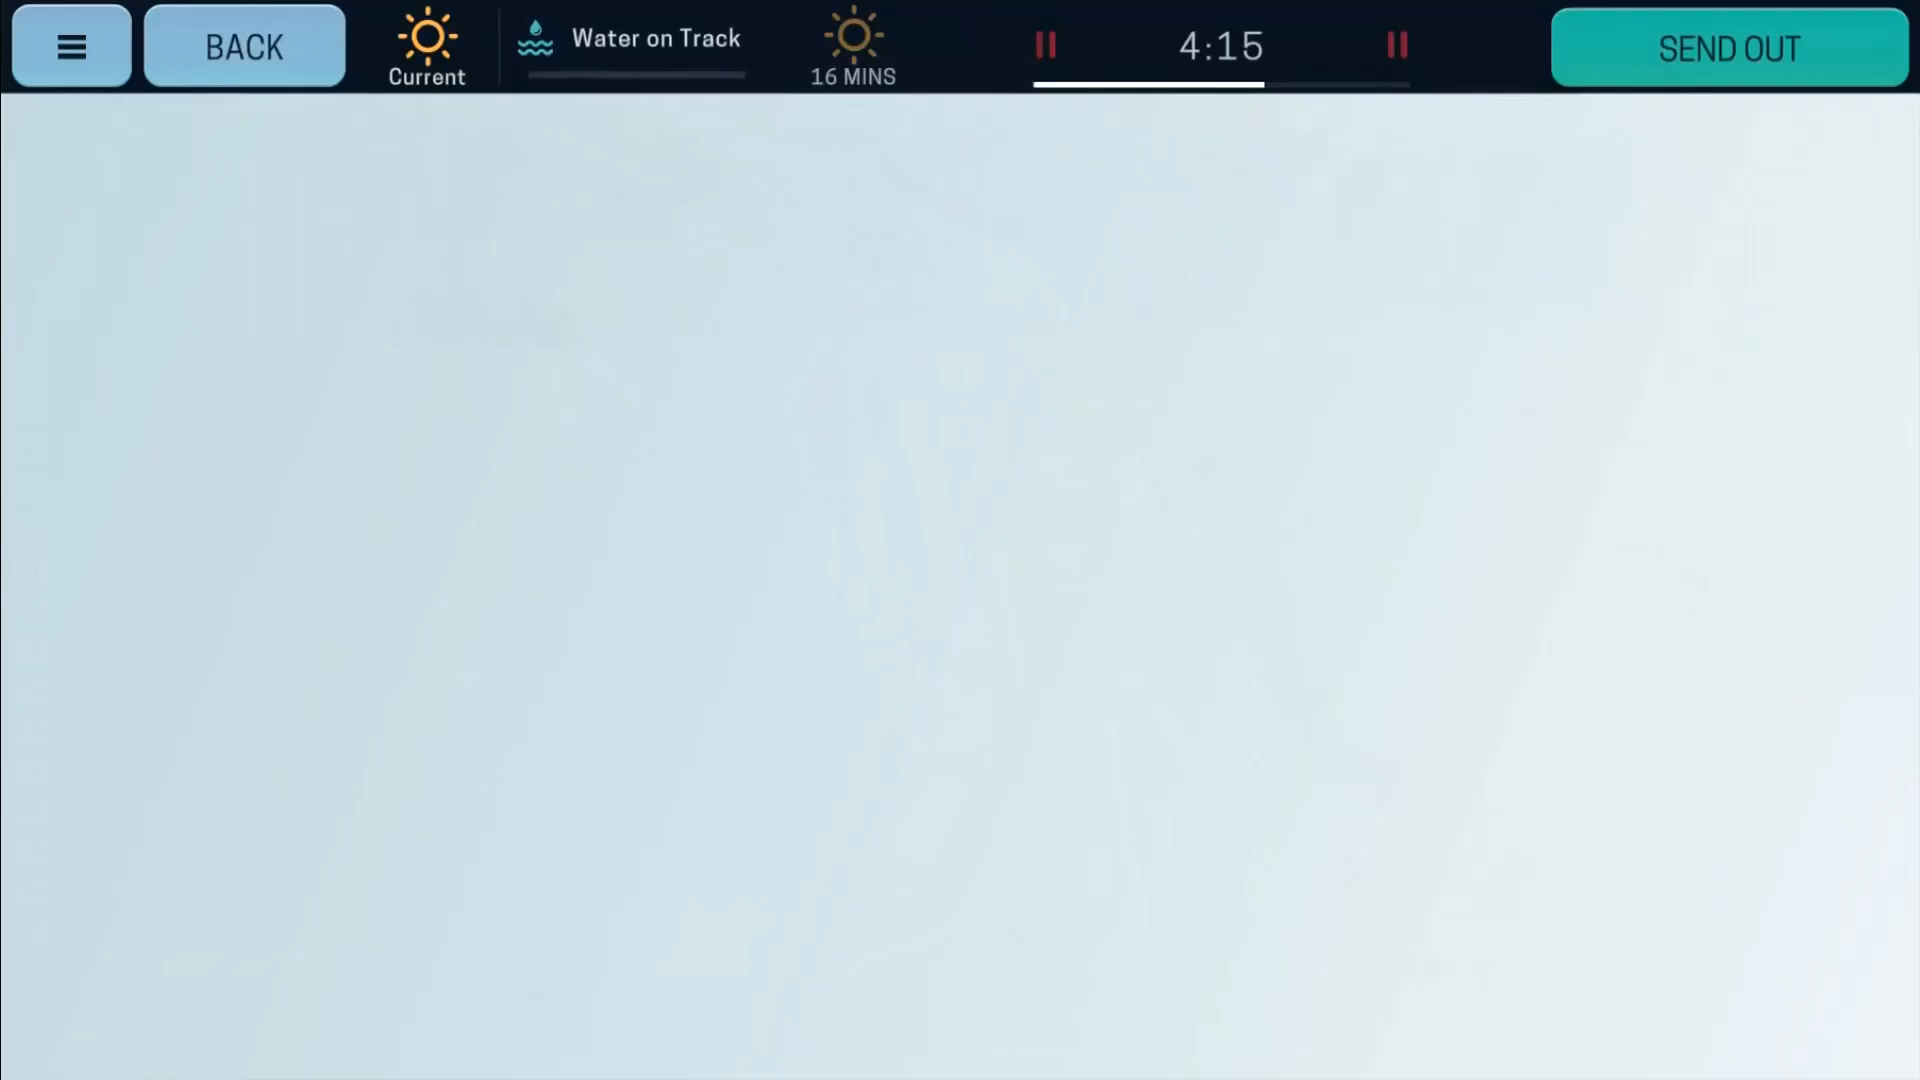 BACK
Current
Water on Track
16 MINS
4:15
SEND OUT